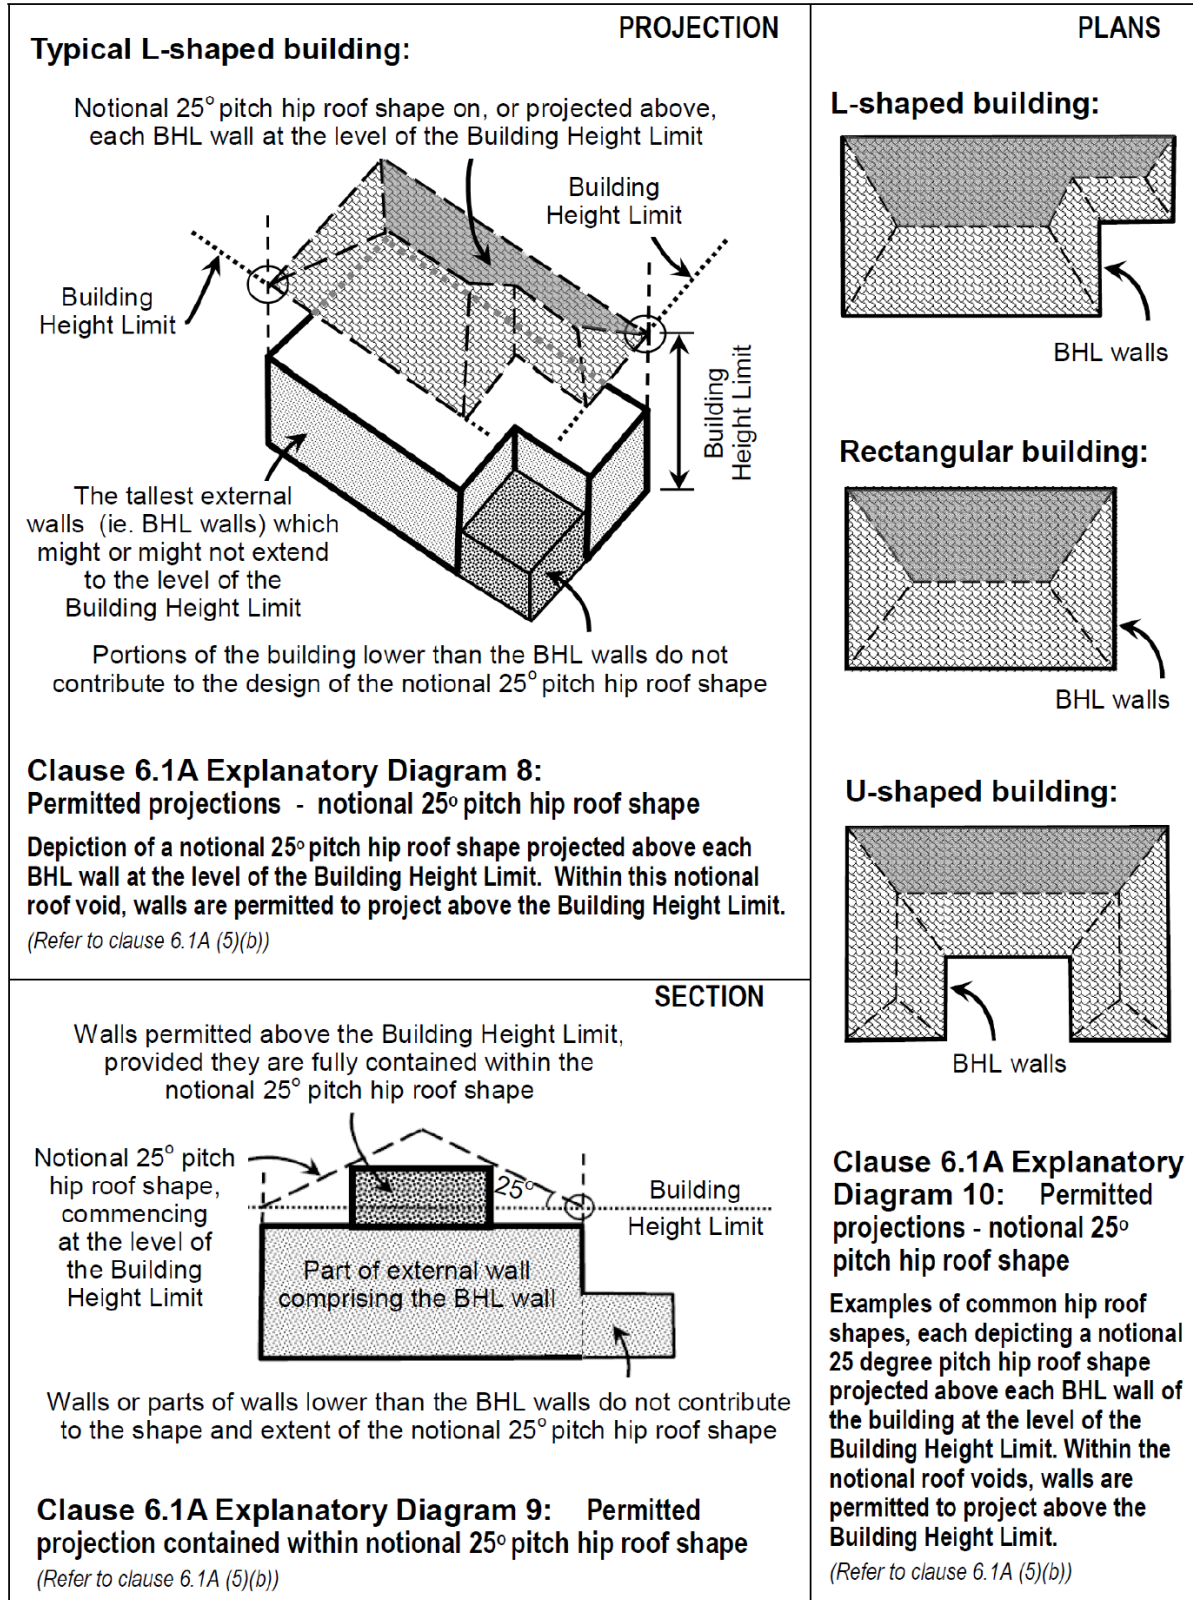 PROJECTION
Typical L-shaped building:
Notional 25° pitch hip roof shape on, or projected above,
each BHL wall at the level of the Building Height Limit
Building
Height Limit
Building
Height Limit
Building
Height Limit
The tallest external
walls (ie. BHL walls) which
might or might not extend
to the level of the
Building Height Limit
Portions of the building lower than the BHL walls do not
contribute to the design of the notional 25° pitch hip roof shape
Clause 6.1A Explanatory Diagram 8:
Permitted projections - notional 25º pitch hip roof shape
Depiction of a notional 25º pitch hip roof shape projected above each
BHL wall at the level of the Building Height Limit. Within this notional
roof void, walls are permitted to project above the Building Height Limit.
(Refer to clause 6.1A (5)(b))
SECTION
Walls permitted above the Building Height Limit,
provided they are fully contained within the
notional 25° pitch hip roof shape
Notional 25° pitch
hip roof shape,
commencing
at the level of
the Building
Height Limit
25°
Building
Height Limit
Part of external wall
comprising the BHL wall
Walls or parts of walls lower than the BHL walls do not contribute
to the shape and extent of the notional 25° pitch hip roof shape
Clause 6.1A Explanatory Diagram 9: Permitted
projection contained within notional 25º pitch hip roof shape
(Refer to clause 6.1A (5)(b))
PLANS
L-shaped building:
BHL walls
Rectangular building:
BHL walls
U-shaped building:
BHL walls
Clause 6.1A Explanatory
Diagram 10: Permitted
projections - notional 25º
pitch hip roof shape
Examples of common hip roof
shapes, each depicting a notional
25 degree pitch hip roof shape
projected above each BHL wall of
the building at the level of the
Building Height Limit. Within the
notional roof voids, walls are
permitted to project above the
Building Height Limit.
(Refer to clause 6.1A (5)(b))